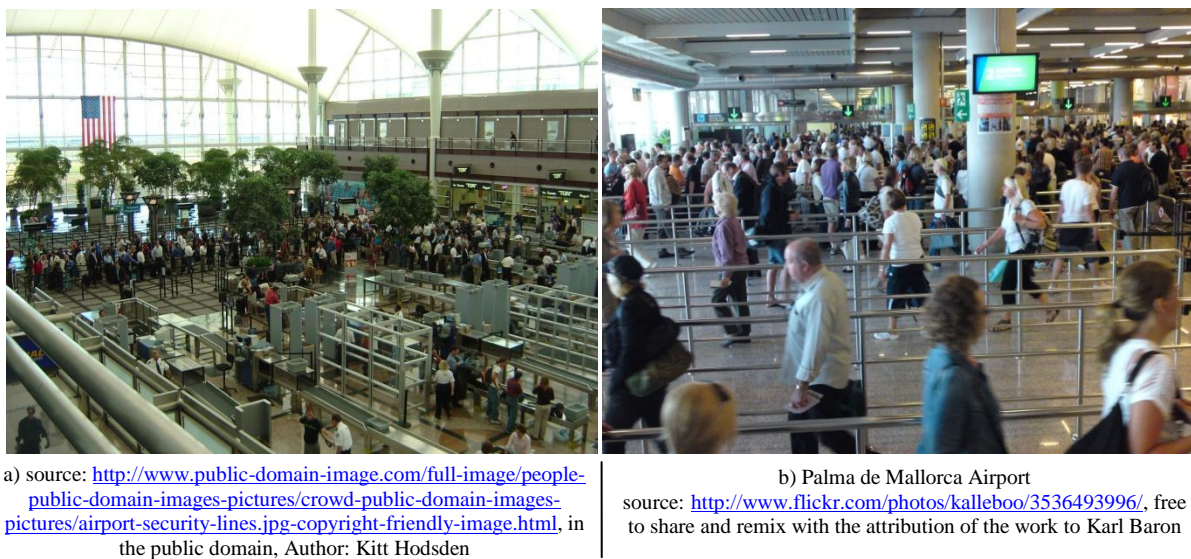 a) source: http://www.public-domain-image.com/full-image/people-
public-domain-images-pictures/crowd-public-domain-images-
pictures/airport-security-lines.jpg-copyright-friendly-image.html, in
the public domain, Author: Kitt Hodsden
b) Palma de Mallorca Airport
source: http://www.flickr.com/photos/kalleboo/3536493996/, free
to share and remix with the attribution of the work to Karl Baron